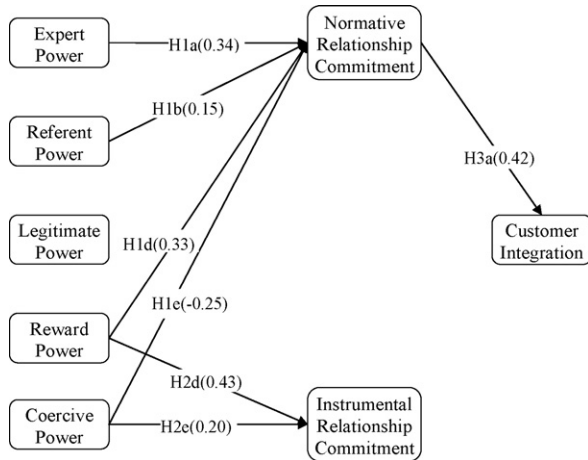 Expert
Power
H1a(0.34)
Normative
Relationship
Commitment
Referent
Power
H1b(0.15)
H3a(0.42)
Legitimate
Power
H1d(0.33)
Customer
Integration
H1e(-0.25)
Reward
Power
H2d(0.43)
Coercive
Power
H2e(0.20)
Instrumental
Relationship
Commitment